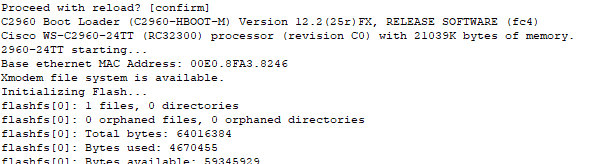 Proceed with reload? [confirm]
C2960 Boot Loader (C2960-HBOOT-M) Version 12.2(25r)FX, RELEASE SOFTWARE (fc4)
Cisco WS-C2960-24TT (RC32300) processor (revision C0) with 21039K bytes of memory.
2960-24TT starting...
Base ethernet MAC Address: 00E0.8FA3.8246
Xmodem file system is available.
Initializing Flash...
flashfs[0]: 1 files, 0 directories
flashfs[0]: 0 orphaned files, 0 orphaned directories
flashfs[0]: Total bytes: 64016384
flashfs[0]: Bytes used: 4670455
flashfs[0]: Bytes available: 59345929